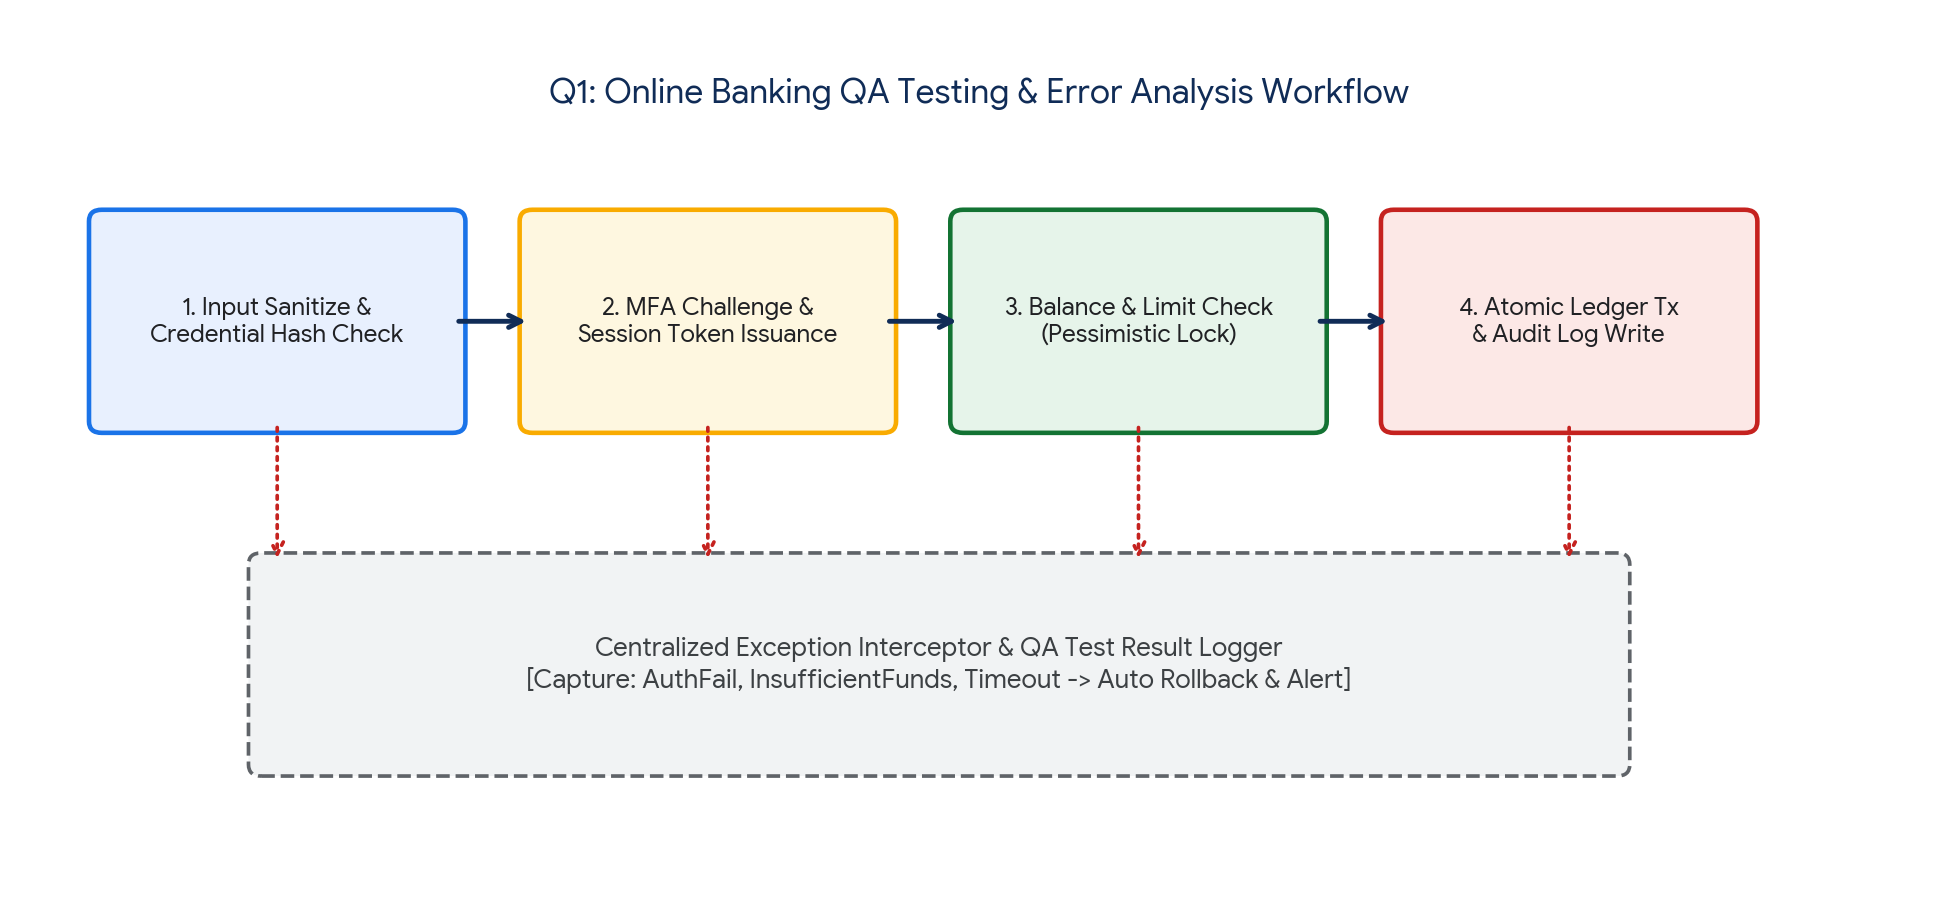 Q1: Online Banking QA Testing & Error Analysis Workflow
1. Input Sanitize &
Credential Hash Check
2. MFA Challenge &
Session Token Issuance
3. Balance & Limit Check
(Pessimistic Lock)
4. Atomic Ledger Tx
& Audit Log Write
Centralized Exception Interceptor & QA Test Result Logger
[Capture: AuthFail, InsufficientFunds, Timeout -> Auto Rollback & Alert]